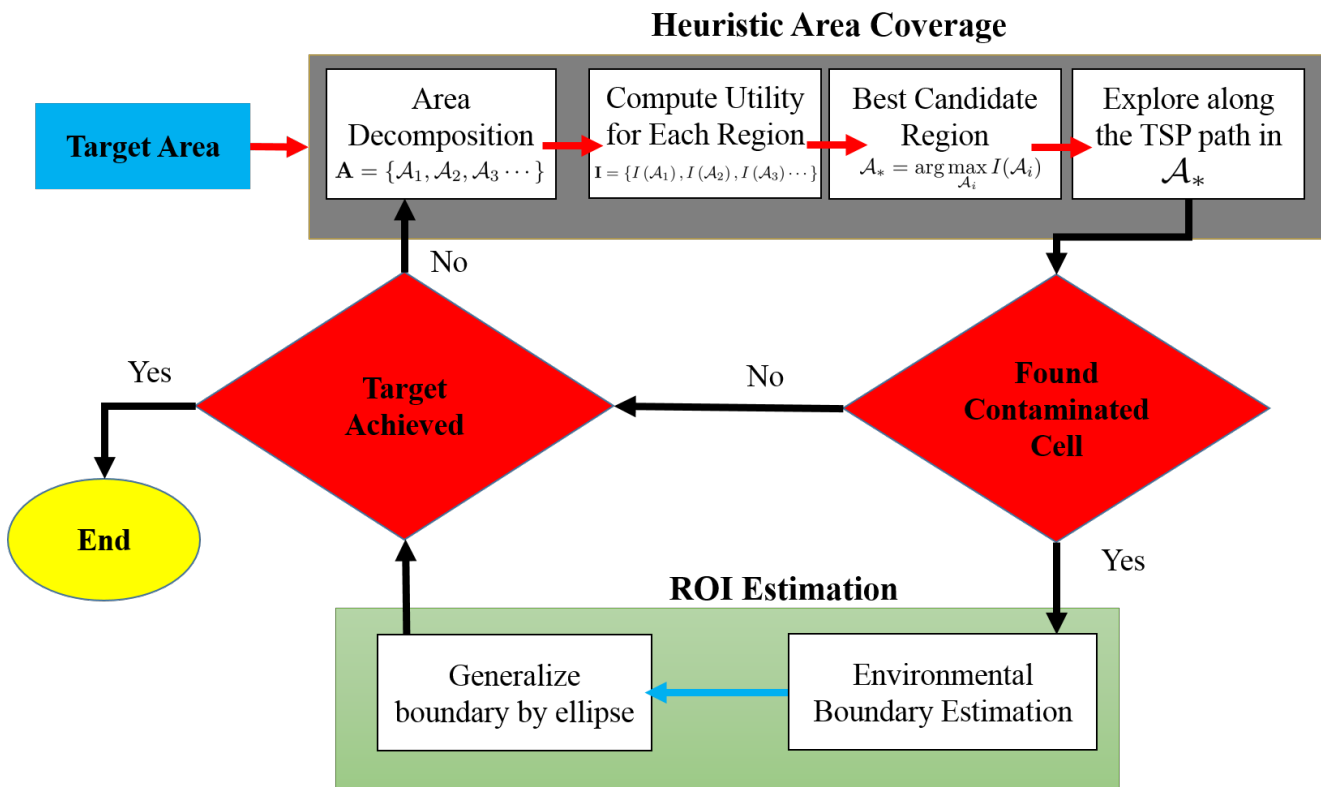 Heuristic Area Coverage
Target Area
Area
Decomposition
𝐀 = {𝒜₁, 𝒜₂, 𝒜₃ ⋯}
Compute Utility
for Each Region
𝐈 = {I(𝒜₁), I(𝒜₂), I(𝒜₃) ⋯}
Best Candidate
Region
𝒜∗ = arg max I(𝒜ᵢ)
𝒜ᵢ
Explore along
the TSP path in
𝒜∗
No
Yes
Target
Achieved
No
Found
Contaminated
Cell
End
Yes
ROI Estimation
Generalize
boundary by ellipse
Environmental
Boundary Estimation